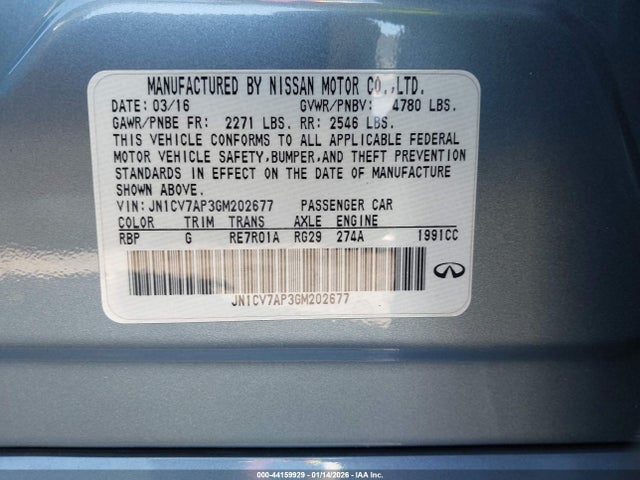 MANUFACTURED BY NISSAN MOTOR CO.,LTD.
DATE: 03/16 GVWR/PNBV: 4780 LBS.
GAWR/PNBE FR: 2271 LBS. RR: 2546 LBS.
THIS VEHICLE CONFORMS TO ALL APPLICABLE FEDERAL
MOTOR VEHICLE SAFETY,BUMPER,AND THEFT PREVENTION
STANDARDS IN EFFECT ON THE DATE OF MANUFACTURE
SHOWN ABOVE.
VIN: JN1CV7AP3GM202677 PASSENGER CAR
COLOR TRIM TRANS AXLE ENGINE
RBP G RE7R01A RG29 274A 1991CC
JN1CV7AP3GM202677
000-44159929 - 01/14/2026 - IAA Inc.